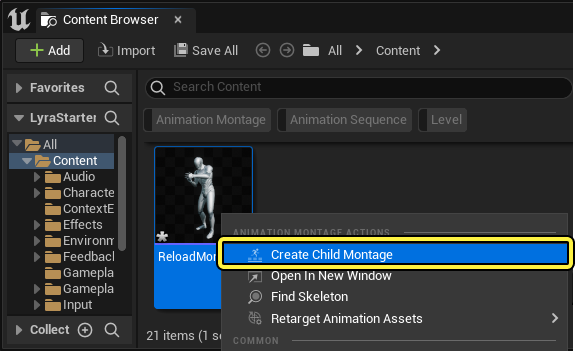 Content Browser
Add
Import
Save All
All
Content
Favorites
Search Content
LyraStarter
Animation Montage
Animation Sequence
Level
All
Content
Audio
Characte
ContextE
Effects
Environm
Feedback
Gamepla
Gamepla
Input
Collect
ReloadMon
ANIMATION MONTAGE ACTIONS
Create Child Montage
Open In New Window
Find Skeleton
Retarget Animation Assets
COMMON
21 items (1 se